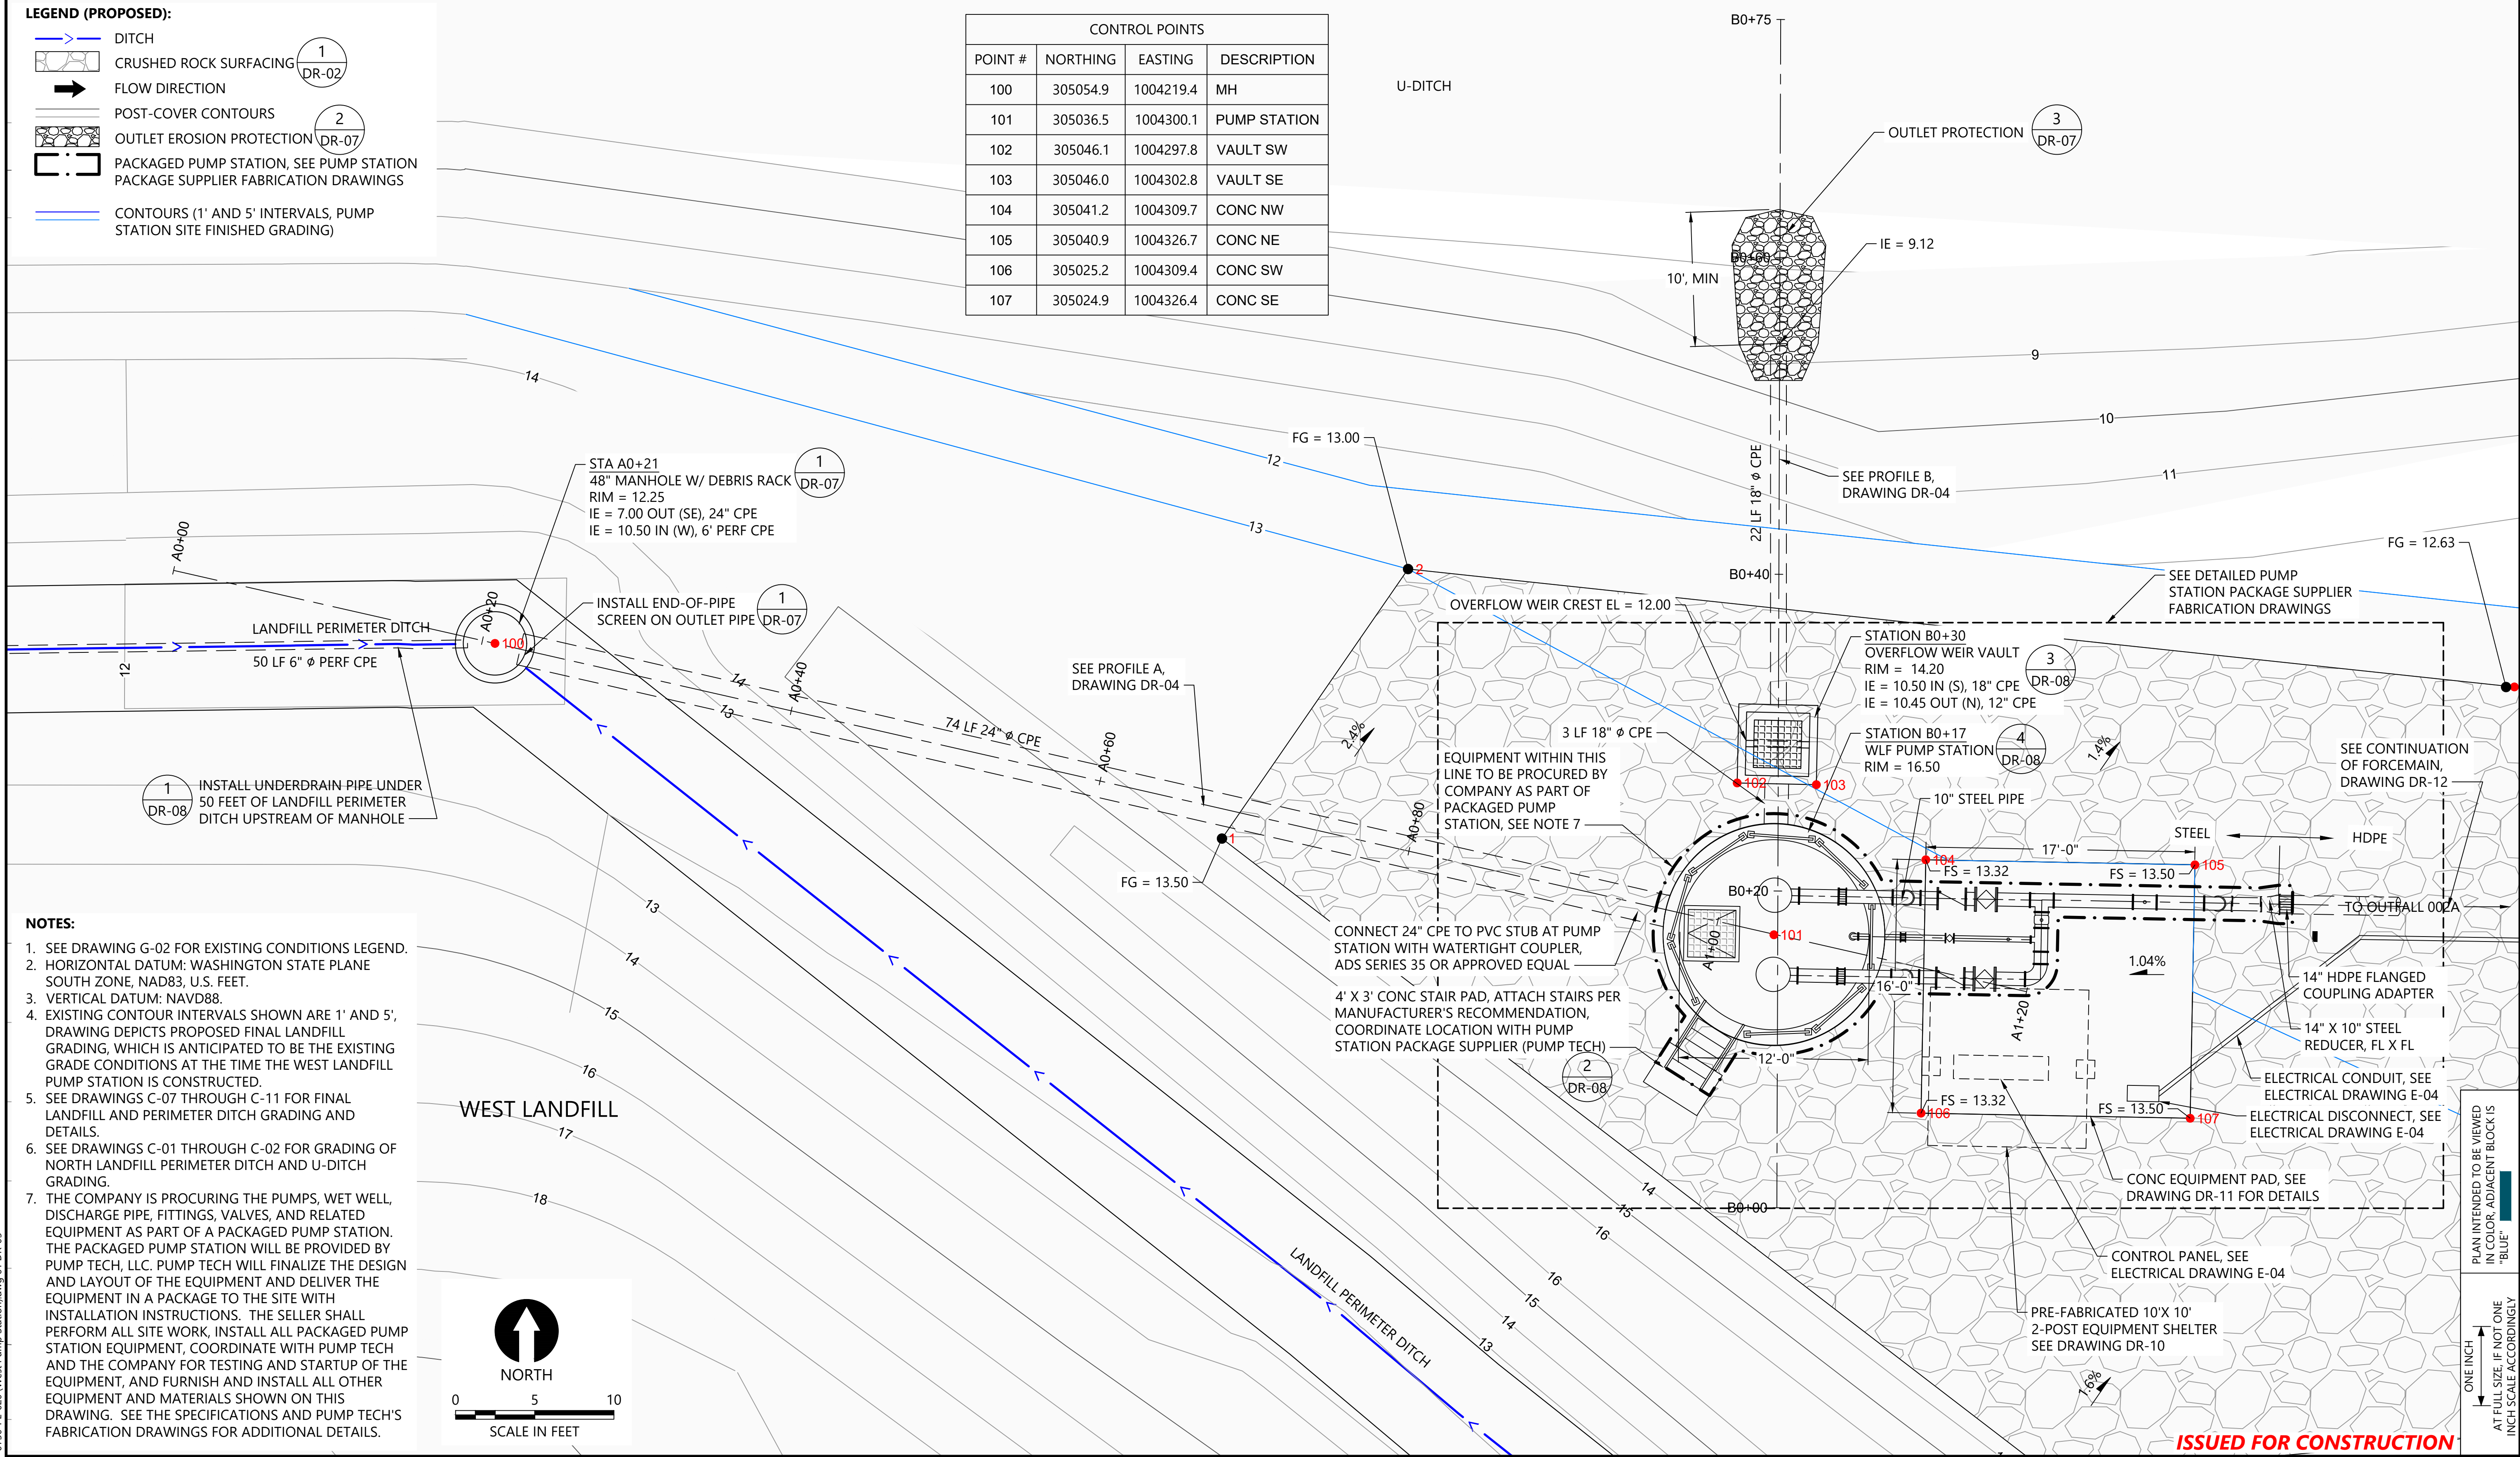 LEGEND (PROPOSED):
DITCH
CRUSHED ROCK SURFACING
1
DR-02
FLOW DIRECTION
POST-COVER CONTOURS
OUTLET EROSION PROTECTION
2
DR-07
PACKAGED PUMP STATION, SEE PUMP STATION
PACKAGE SUPPLIER FABRICATION DRAWINGS
CONTOURS (1' AND 5' INTERVALS, PUMP
STATION SITE FINISHED GRADING)
CONTROL POINTS
POINT # NORTHING EASTING DESCRIPTION
100 305054.9 1004219.4 MH
101 305036.5 1004300.1 PUMP STATION
102 305046.1 1004297.8 VAULT SW
103 305046.0 1004302.8 VAULT SE
104 305041.2 1004309.7 CONC NW
105 305040.9 1004326.7 CONC NE
106 305025.2 1004309.4 CONC SW
107 305024.9 1004326.4 CONC SE
B0+75
U-DITCH
OUTLET PROTECTION
3
DR-07
IE = 9.12
B0+60
10', MIN
9
10
11
14
12
13
FG = 13.00
2
22 LF 18" ϕ CPE
SEE PROFILE B,
DRAWING DR-04
B0+40
FG = 12.63
SEE DETAILED PUMP
STATION PACKAGE SUPPLIER
FABRICATION DRAWINGS
STA A0+21
48" MANHOLE W/ DEBRIS RACK
RIM = 12.25
IE = 7.00 OUT (SE), 24" CPE
IE = 10.50 IN (W), 6' PERF CPE
1
DR-07
A0+00
A0+20
100
INSTALL END-OF-PIPE
SCREEN ON OUTLET PIPE
1
DR-07
LANDFILL PERIMETER DITCH
50 LF 6" ϕ PERF CPE
12
1
DR-08
INSTALL UNDERDRAIN PIPE UNDER
50 FEET OF LANDFILL PERIMETER
DITCH UPSTREAM OF MANHOLE
14
13
A0+40
74 LF 24" ϕ CPE
A0+60
SEE PROFILE A,
DRAWING DR-04
A0+80
1
FG = 13.50
2.4%
OVERFLOW WEIR CREST EL = 12.00
STATION B0+30
OVERFLOW WEIR VAULT
RIM = 14.20
IE = 10.50 IN (S), 18" CPE
IE = 10.45 OUT (N), 12" CPE
3
DR-08
3 LF 18" ϕ CPE
STATION B0+17
WLF PUMP STATION
RIM = 16.50
4
DR-08
1.4%
EQUIPMENT WITHIN THIS
LINE TO BE PROCURED BY
COMPANY AS PART OF
PACKAGED PUMP
STATION, SEE NOTE 7
102
103
10" STEEL PIPE
SEE CONTINUATION
OF FORCEMAIN,
DRAWING DR-12
STEEL
HDPE
17'-0"
104
FS = 13.32
FS = 13.50
105
B0+20
TO OUTFALL 002A
101
A1+00
CONNECT 24" CPE TO PVC STUB AT PUMP
STATION WITH WATERTIGHT COUPLER,
ADS SERIES 35 OR APPROVED EQUAL
4' X 3' CONC STAIR PAD, ATTACH STAIRS PER
MANUFACTURER'S RECOMMENDATION,
COORDINATE LOCATION WITH PUMP
STATION PACKAGE SUPPLIER (PUMP TECH)
2
DR-08
12'-0"
16'-0"
A1+20
1.04%
14" HDPE FLANGED
COUPLING ADAPTER
14" X 10" STEEL
REDUCER, FL X FL
ELECTRICAL CONDUIT, SEE
ELECTRICAL DRAWING E-04
ELECTRICAL DISCONNECT, SEE
ELECTRICAL DRAWING E-04
106
FS = 13.32
FS = 13.50
107
CONC EQUIPMENT PAD, SEE
DRAWING DR-11 FOR DETAILS
CONTROL PANEL, SEE
ELECTRICAL DRAWING E-04
PRE-FABRICATED 10'X 10'
2-POST EQUIPMENT SHELTER
SEE DRAWING DR-10
1.6%
B0+00
NOTES:
1. SEE DRAWING G-02 FOR EXISTING CONDITIONS LEGEND.
2. HORIZONTAL DATUM: WASHINGTON STATE PLANE
SOUTH ZONE, NAD83, U.S. FEET.
3. VERTICAL DATUM: NAVD88.
4. EXISTING CONTOUR INTERVALS SHOWN ARE 1' AND 5',
DRAWING DEPICTS PROPOSED FINAL LANDFILL
GRADING, WHICH IS ANTICIPATED TO BE THE EXISTING
GRADE CONDITIONS AT THE TIME THE WEST LANDFILL
PUMP STATION IS CONSTRUCTED.
5. SEE DRAWINGS C-07 THROUGH C-11 FOR FINAL
LANDFILL AND PERIMETER DITCH GRADING AND
DETAILS.
6. SEE DRAWINGS C-01 THROUGH C-02 FOR GRADING OF
NORTH LANDFILL PERIMETER DITCH AND U-DITCH
GRADING.
7. THE COMPANY IS PROCURING THE PUMPS, WET WELL,
DISCHARGE PIPE, FITTINGS, VALVES, AND RELATED
EQUIPMENT AS PART OF A PACKAGED PUMP STATION.
THE PACKAGED PUMP STATION WILL BE PROVIDED BY
PUMP TECH, LLC. PUMP TECH WILL FINALIZE THE DESIGN
AND LAYOUT OF THE EQUIPMENT AND DELIVER THE
EQUIPMENT IN A PACKAGE TO THE SITE WITH
INSTALLATION INSTRUCTIONS. THE SELLER SHALL
PERFORM ALL SITE WORK, INSTALL ALL PACKAGED PUMP
STATION EQUIPMENT, COORDINATE WITH PUMP TECH
AND THE COMPANY FOR TESTING AND STARTUP OF THE
EQUIPMENT, AND FURNISH AND INSTALL ALL OTHER
EQUIPMENT AND MATERIALS SHOWN ON THIS
DRAWING. SEE THE SPECIFICATIONS AND PUMP TECH'S
FABRICATION DRAWINGS FOR ADDITIONAL DETAILS.
13
14
15
16
17
18
WEST LANDFILL
NORTH
0 5 10
SCALE IN FEET
LANDFILL PERIMETER DITCH
14
15
16
16
15
14
13
PLAN INTENDED TO BE VIEWED
IN COLOR, ADJACENT BLOCK IS
"BLUE"
ONE INCH
AT FULL SIZE, IF NOT ONE
INCH SCALE ACCORDINGLY
ISSUED FOR CONSTRUCTION